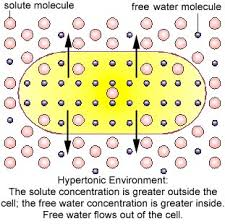 solute molecule free water molecule
Hypertonic Environment:
The solute concentration is greater outside the
cell; the free water concentration is greater inside.
Free water flows out of the cell.